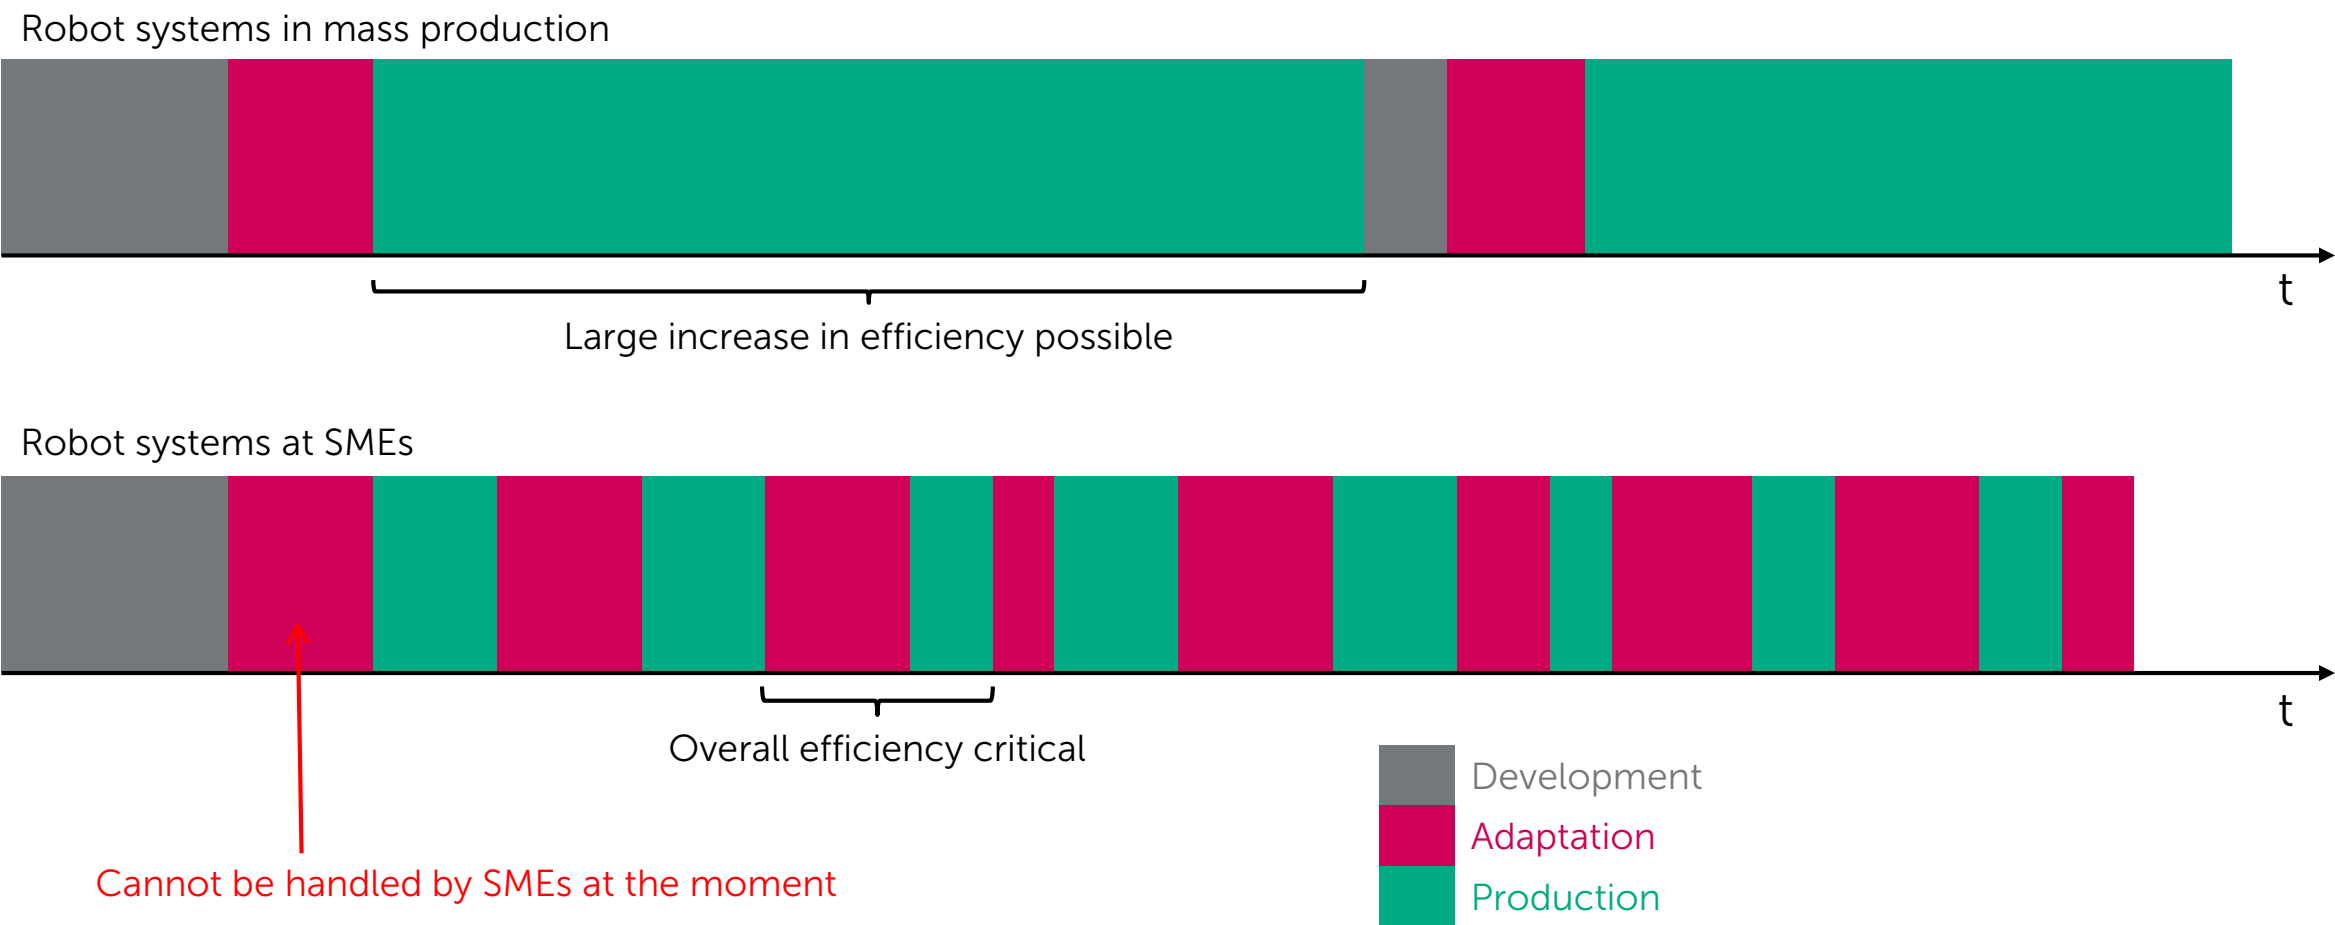 Robot systems in mass production
t
Large increase in efficiency possible
Robot systems at SMEs
t
Overall efficiency critical
Development
Adaptation
Cannot be handled by SMEs at the moment
Production